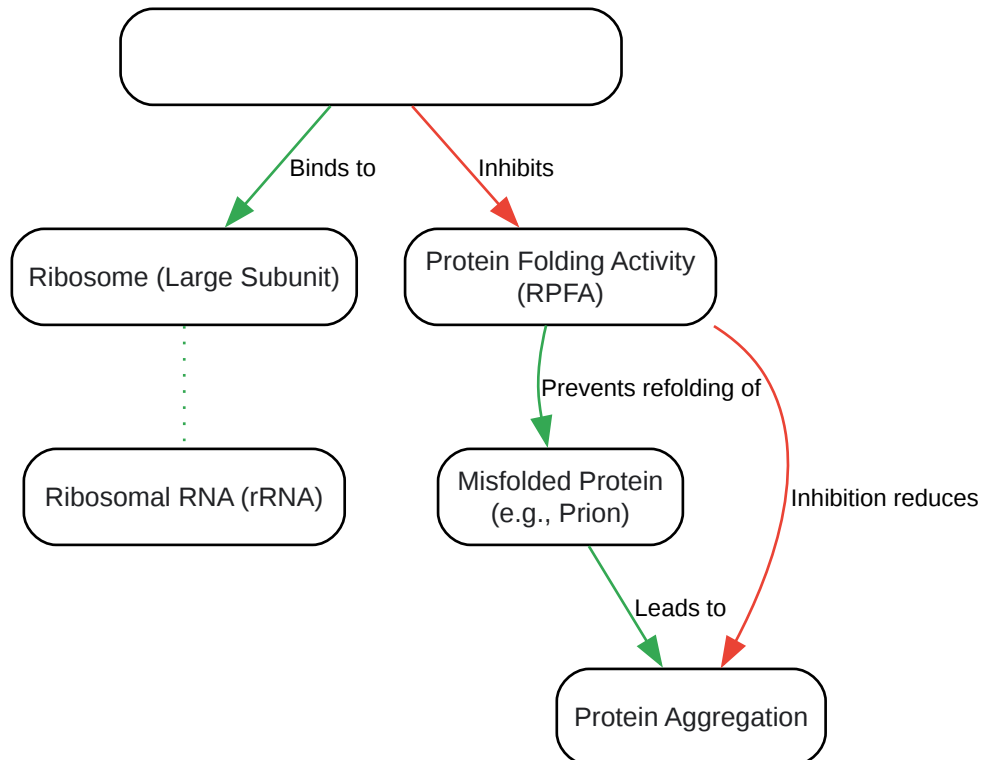 Binds to
Inhibits
Ribosome (Large Subunit)
Protein Folding Activity
(RPFA)
Prevents refolding of
Ribosomal RNA (rRNA)
Misfolded Protein
(e.g., Prion)
Inhibition reduces
Leads to
Protein Aggregation